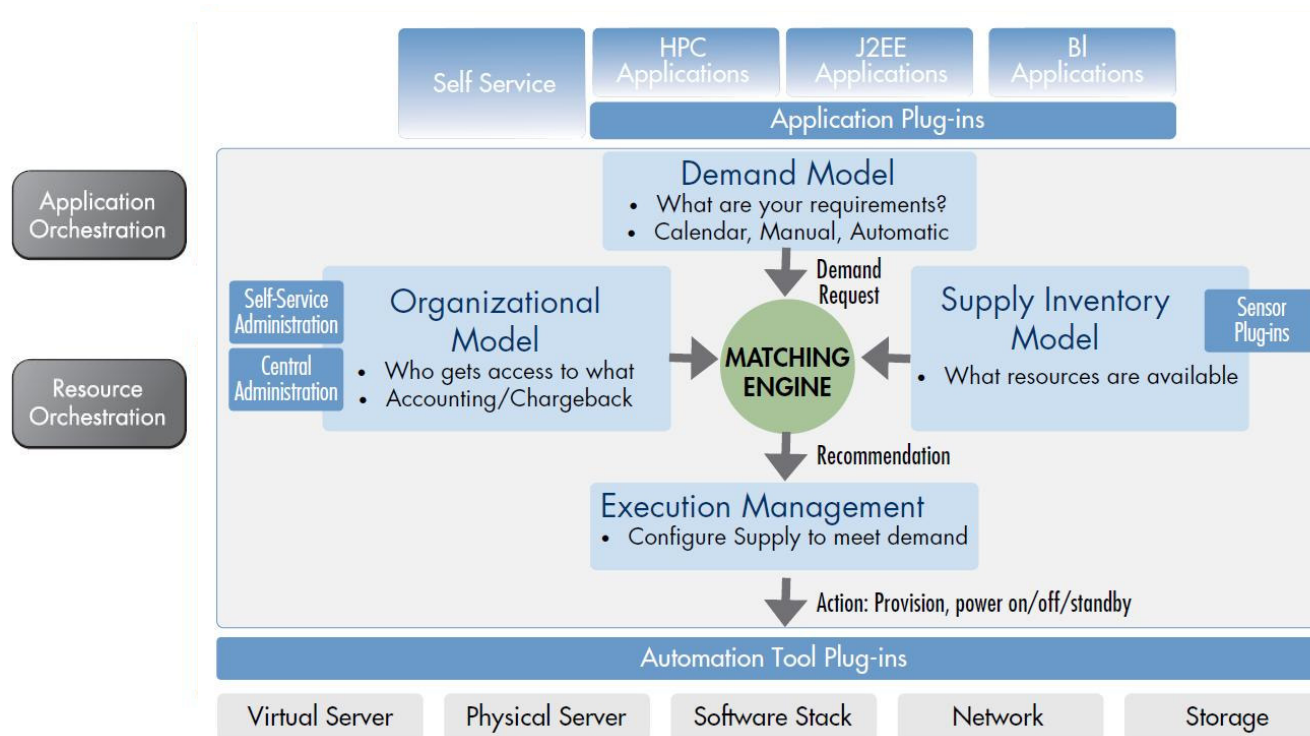 Self Service
HPC
Applications
J2EE
Applications
BI
Applications
Application Plug-ins
Application
Orchestration
Resource
Orchestration
Demand Model
• What are your requirements?
• Calendar, Manual, Automatic
Demand
Request
Self-Service
Administration
Central
Administration
Organizational
Model
• Who gets access to what
• Accounting/Chargeback
MATCHING
ENGINE
Supply Inventory
Model
• What resources are available
Sensor
Plug-ins
Recommendation
Execution Management
• Configure Supply to meet demand
Action: Provision, power on/off/standby
Automation Tool Plug-ins
Virtual Server
Physical Server
Software Stack
Network
Storage